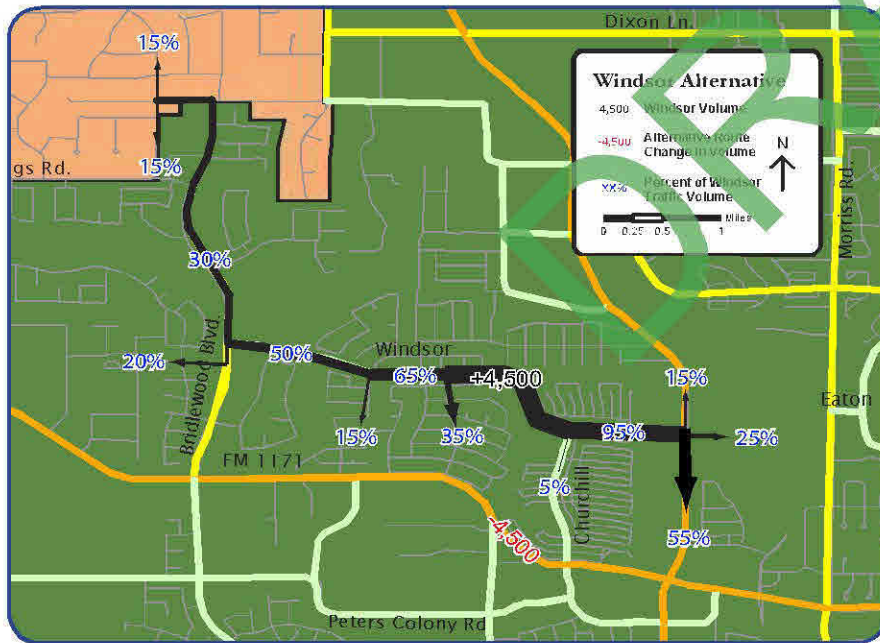 Dixon Ln.
15%
Windsor Alternative
4,500 Windsor Volume
-4,500 Alternative Route
Change in Volume
XX% Percent of Windsor
Traffic Volume
N
0 0.25 0.5 1 Miles
15%
gs Rd.
Morriss Rd.
30%
Bridlewood Blvd.
20%
50%
Windsor
65%
+4,500
15%
Eaton
15%
35%
95%
25%
FM 1171
5%
Churchill
-4,500
55%
Peters Colony Rd